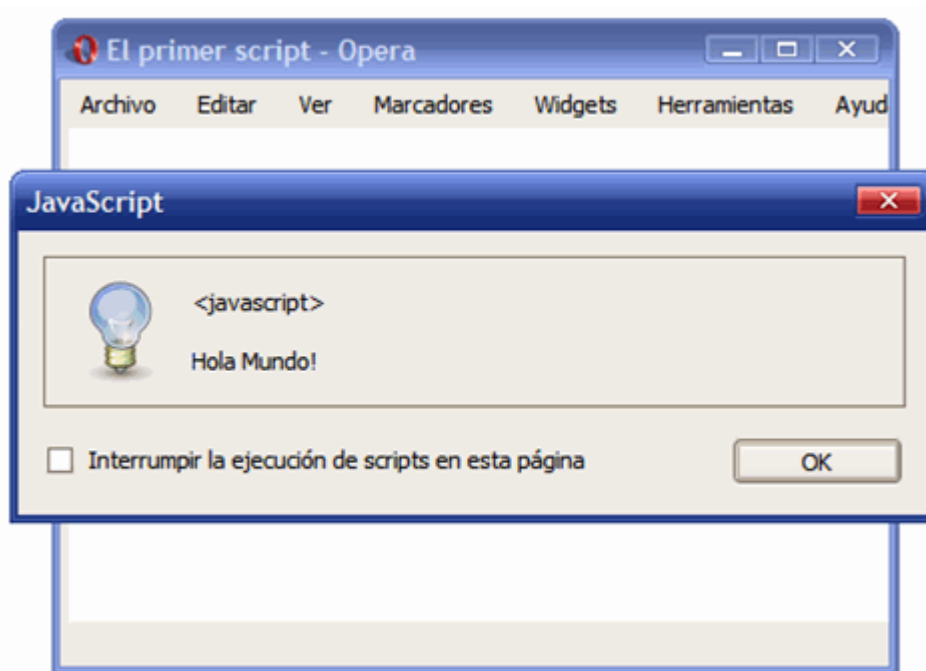 El primer script - Opera
Archivo Editar Ver Marcadores Widgets Herramientas Ayud
JavaScript
<javascript>
Hola Mundo!
Interrumpir la ejecución de scripts en esta página
OK